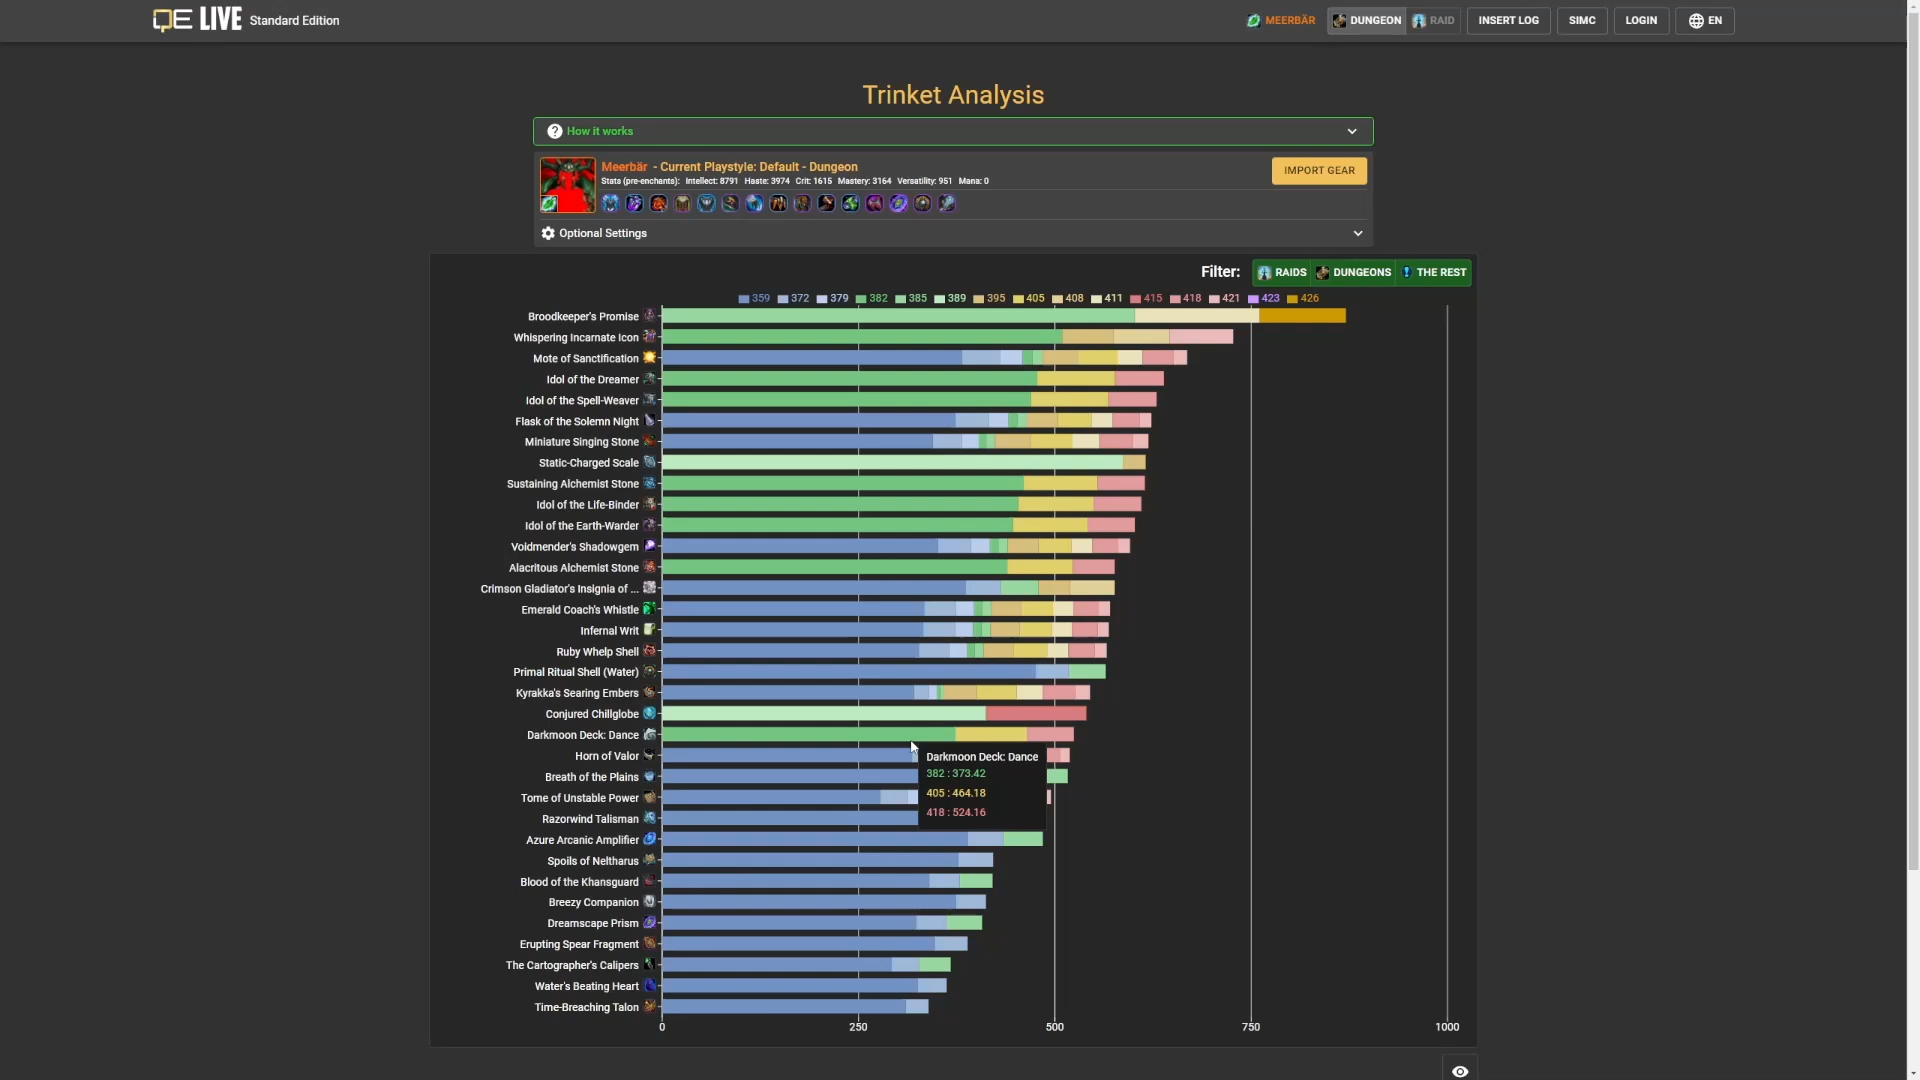 QE LIVE Standard Edition
MEERBÄR DUNGEON RAID INSERT LOG SIMC LOGIN EN
Trinket Analysis
? How it works
Meerbär - Current Playstyle: Default - Dungeon
Stats (pre-enchants): Intellect: 8791 Haste: 3974 Crit: 1615 Mastery: 3164 Versatility: 951 Mana: 0
IMPORT GEAR
Optional Settings
Filter: RAIDS DUNGEONS THE REST
359 372 379 382 385 389 395 405 408 411 415 418 421 423 426
Broodkeeper's Promise
Whispering Incarnate Icon
Mote of Sanctification
Idol of the Dreamer
Idol of the Spell-Weaver
Flask of the Solemn Night
Miniature Singing Stone
Static-Charged Scale
Sustaining Alchemist Stone
Idol of the Life-Binder
Idol of the Earth-Warder
Voidmender's Shadowgem
Alacritous Alchemist Stone
Crimson Gladiator's Insignia of ...
Emerald Coach's Whistle
Infernal Writ
Ruby Whelp Shell
Primal Ritual Shell (Water)
Kyrakka's Searing Embers
Conjured Chillglobe
Darkmoon Deck: Dance
Horn of Valor
Breath of the Plains
Tome of Unstable Power
Razorwind Talisman
Azure Arcanic Amplifier
Spoils of Neltharus
Blood of the Khansguard
Breezy Companion
Dreamscape Prism
Erupting Spear Fragment
The Cartographer's Calipers
Water's Beating Heart
Time-Breaching Talon
Darkmoon Deck: Dance
382 : 373.42
405 : 464.18
418 : 524.16
0 250 500 750 1000